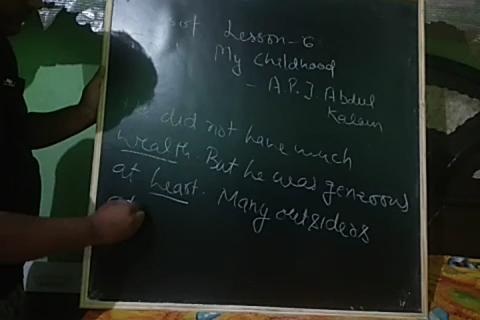 Lesson-6
My Childhood
- A.P.J. Abdul
Kalam
did not have much
wealth. But he was generous
at heart. Many outsiders